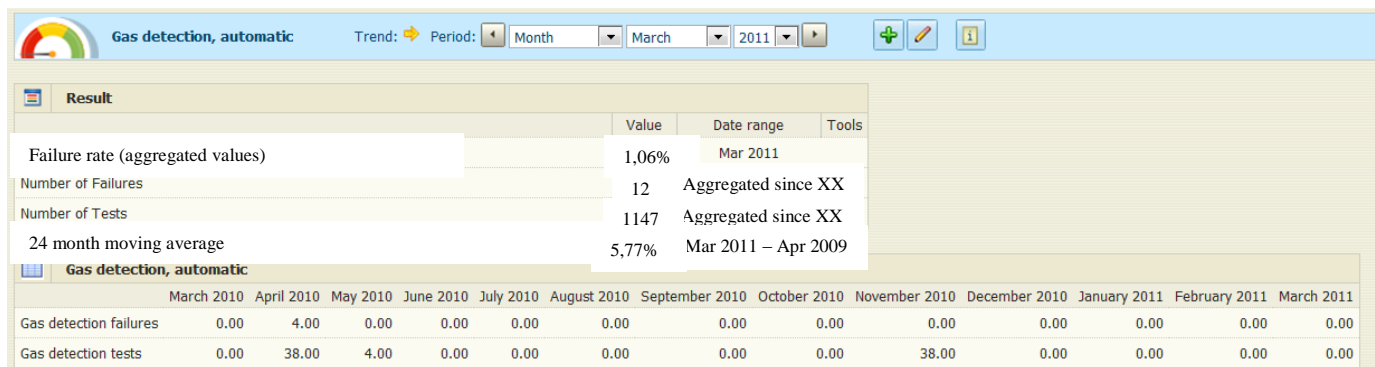 Gas detection, automatic Trend: Period: Month March 2011
Result
Value Date range Tools
Failure rate (aggregated values) 1,06% Mar 2011
Number of Failures 12 Aggregated since XX
Number of Tests 1147 Aggregated since XX
24 month moving average 5,77% Mar 2011 – Apr 2009
Gas detection, automatic
March 2010 April 2010 May 2010 June 2010 July 2010 August 2010 September 2010 October 2010 November 2010 December 2010 January 2011 February 2011 March 2011
Gas detection failures 0.00 4.00 0.00 0.00 0.00 0.00 0.00 0.00 0.00 0.00 0.00 0.00 0.00
Gas detection tests 0.00 38.00 4.00 0.00 0.00 0.00 0.00 0.00 38.00 0.00 0.00 0.00 0.00